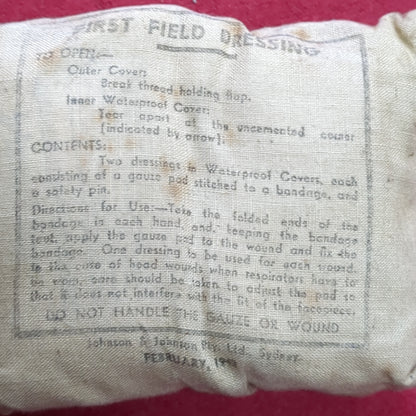 FIRST FIELD DRESSING
TO OPEN:—
Outer Cover:
Break thread holding flap.
Inner Waterproof Cover:
Tear apart at the uncemented corner
[indicated by arrow].
CONTENTS:—
Two dressings in Waterproof Covers, each
consisting of a gauze pad stitched to a bandage, and
a safety pin.
Directions for Use:—Take the folded ends of the
bandage in each hand, and, keeping the bandage
taut, apply the gauze pad to the wound and fix the
bandage. One dressing to be used for each wound.
In the case of head wounds when respirators have to
be worn, care should be taken to adjust the pad so
that it does not interfere with the fit of the facepiece.
DO NOT HANDLE THE GAUZE OR WOUND
Johnson & Johnson Pty. Ltd., Sydney.
FEBRUARY,